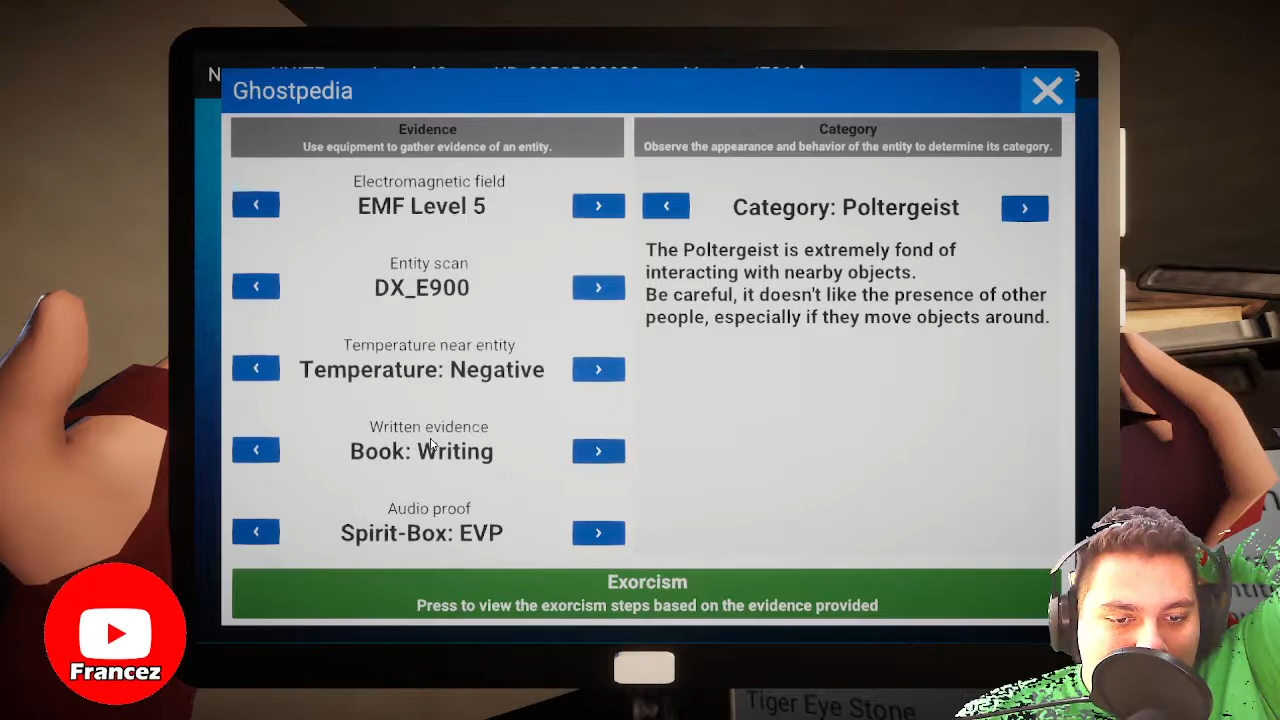 Ghostpedia
Evidence
Use equipment to gather evidence of an entity.
Category
Observe the appearance and behavior of the entity to determine its category.
Electromagnetic field
EMF Level 5
Entity scan
DX_E900
Temperature near entity
Temperature: Negative
Written evidence
Book: Writing
Audio proof
Spirit-Box: EVP
Category: Poltergeist
The Poltergeist is extremely fond of
interacting with nearby objects.
Be careful, it doesn't like the presence of other
people, especially if they move objects around.
Exorcism
Press to view the exorcism steps based on the evidence provided
Francez
Tiger Eye Stone